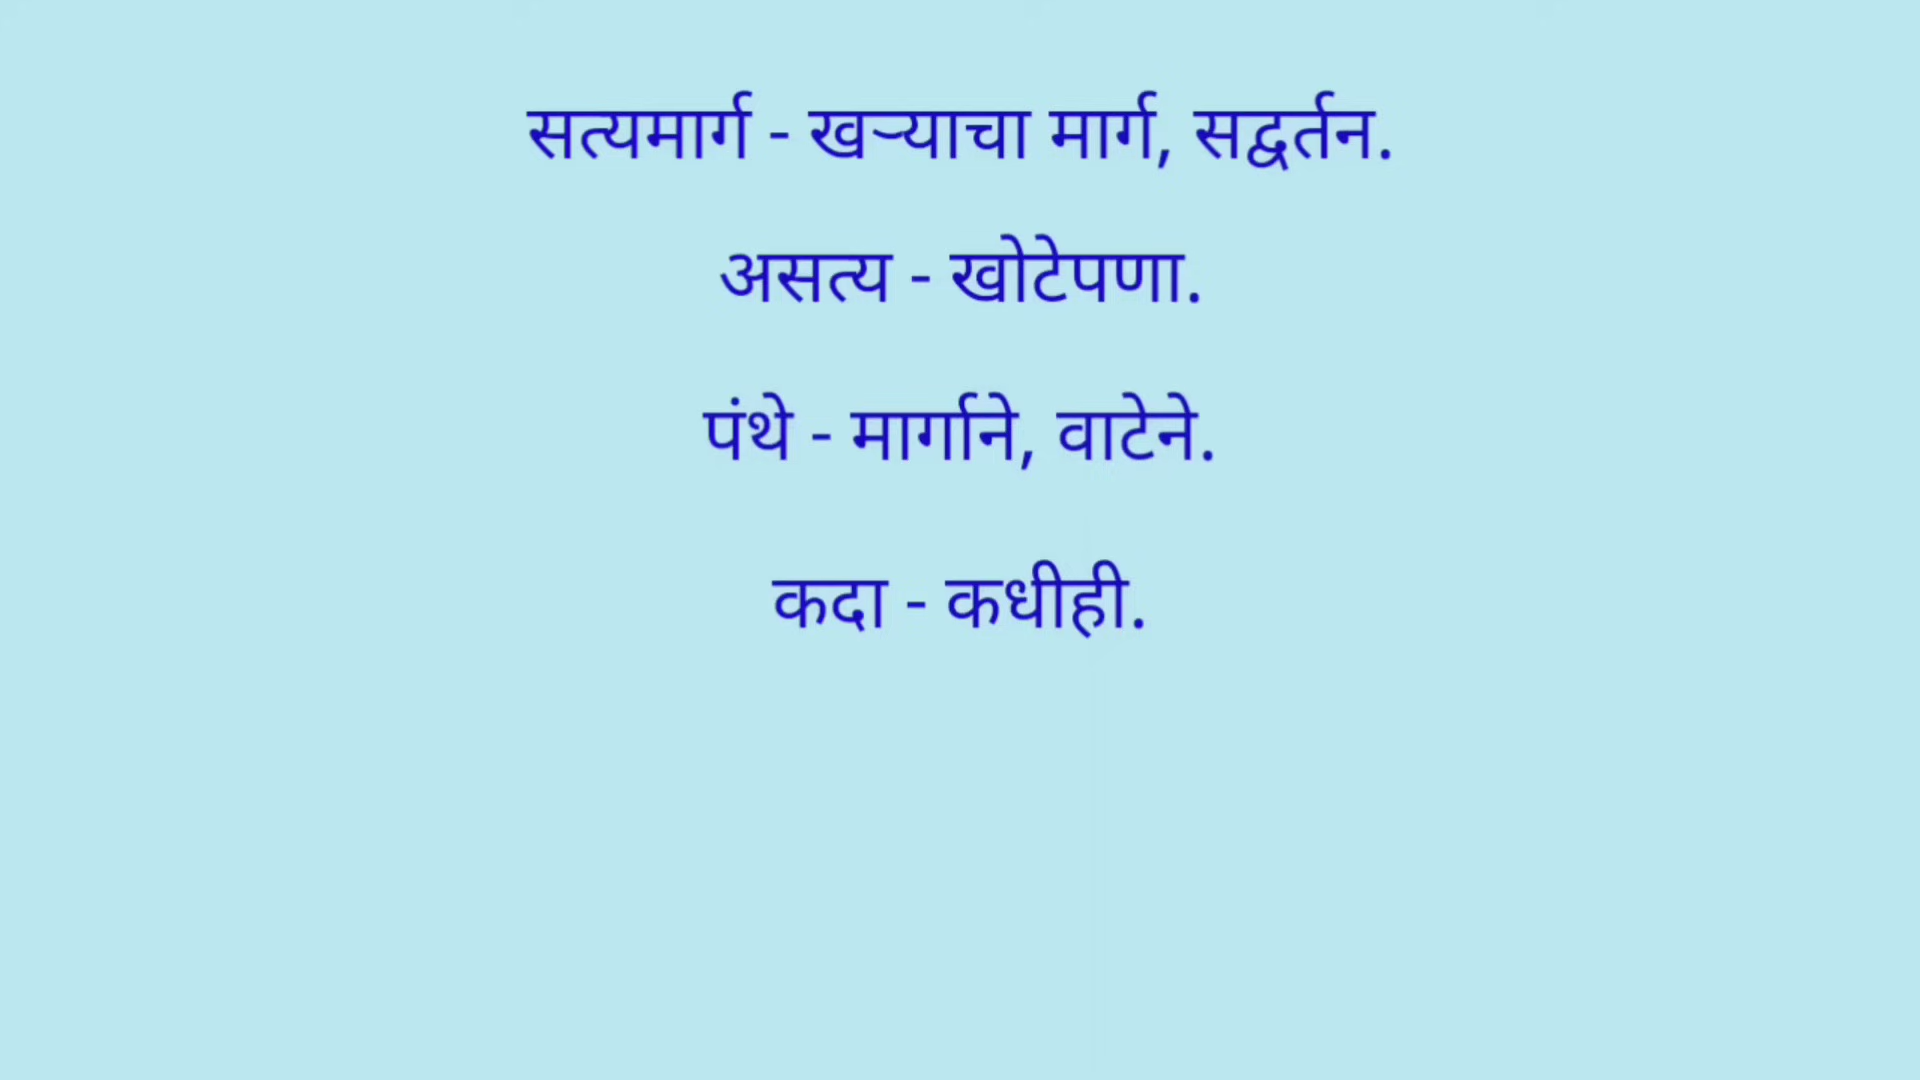 सत्यमार्ग - खऱ्याचा मार्ग, सद्वर्तन.
असत्य - खोटेपणा.
पंथे - मार्गाने, वाटेने.
कदा - कधीही.